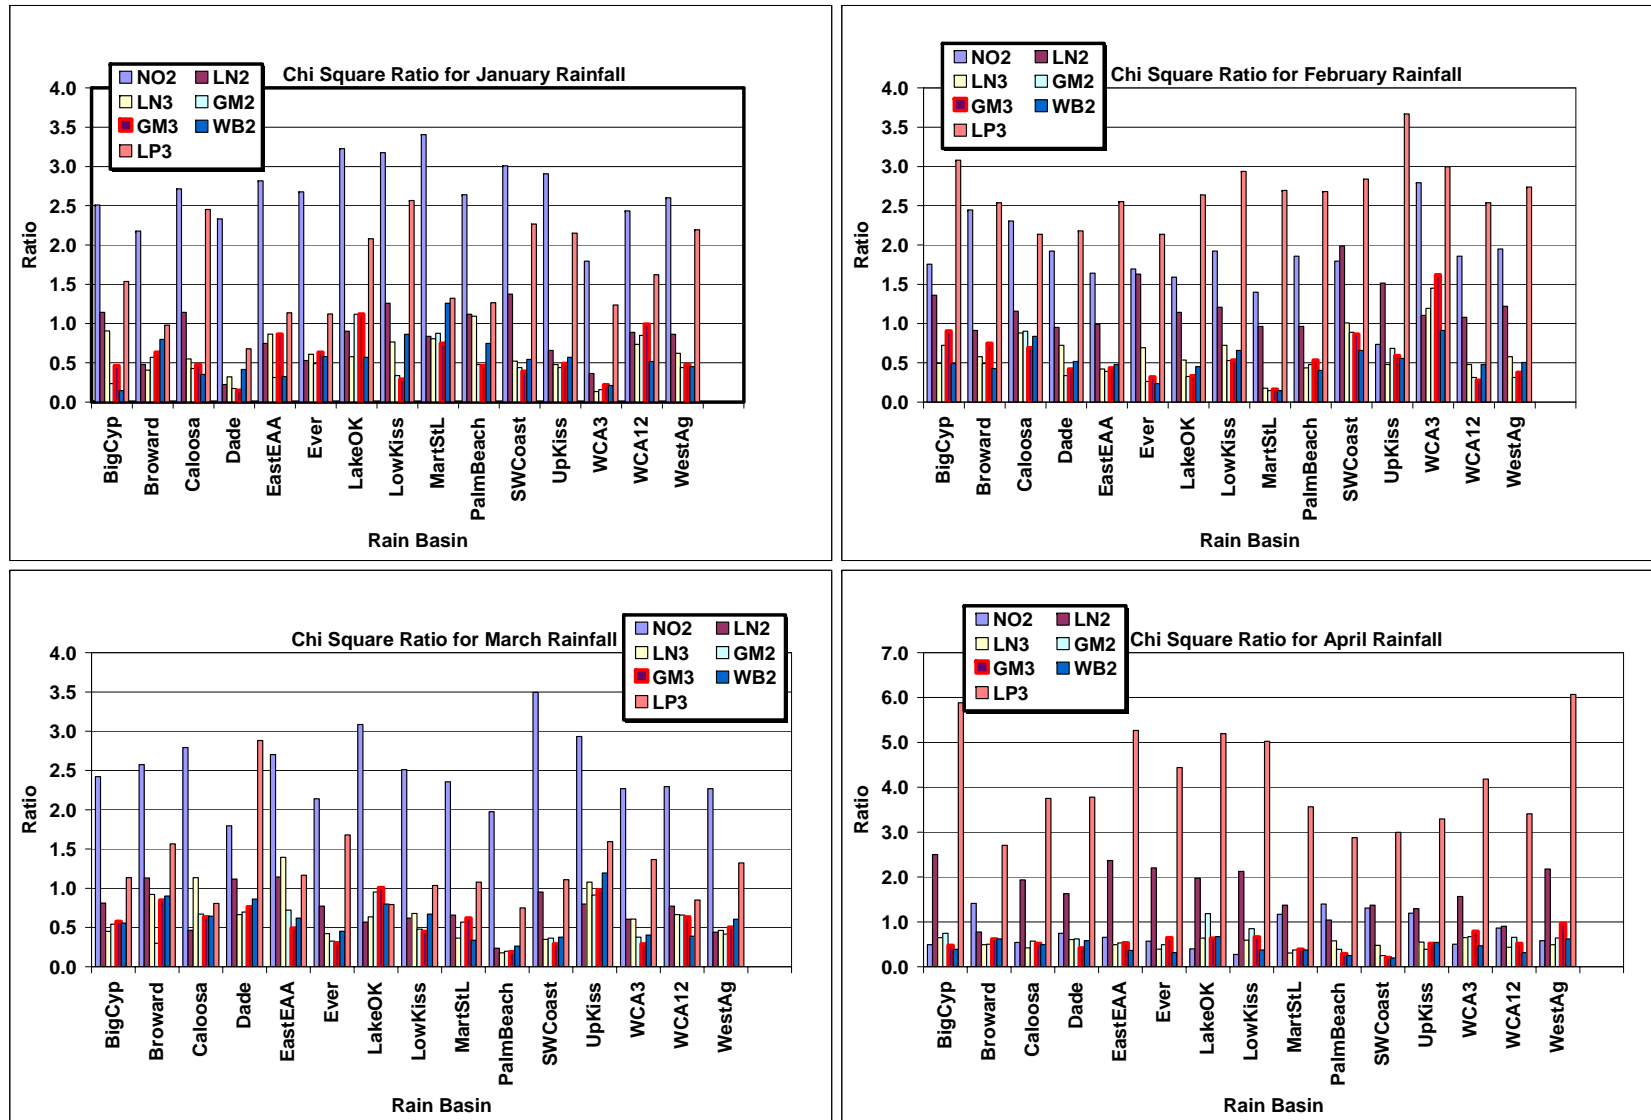 Chi Square Ratio for January Rainfall
NO2 LN2
LN3 GM2
GM3 WB2
LP3
4.0
3.5
3.0
2.5
2.0
1.5
1.0
0.5
0.0
Ratio
BigCyp
Broward
Caloosa
Dade
EastEAA
Ever
LakeOK
LowKiss
MartStL
PalmBeach
SWCoast
UpKiss
WCA3
WCA12
WestAg
Rain Basin
Chi Square Ratio for February Rainfall
NO2 LN2
LN3 GM2
GM3 WB2
LP3
4.0
3.5
3.0
2.5
2.0
1.5
1.0
0.5
0.0
Ratio
BigCyp
Broward
Caloosa
Dade
EastEAA
Ever
LakeOK
LowKiss
MartStL
PalmBeach
SWCoast
UpKiss
WCA3
WCA12
WestAg
Rain Basin
Chi Square Ratio for March Rainfall
NO2 LN2
LN3 GM2
GM3 WB2
LP3
4.0
3.5
3.0
2.5
2.0
1.5
1.0
0.5
0.0
Ratio
BigCyp
Broward
Caloosa
Dade
EastEAA
Ever
LakeOK
LowKiss
MartStL
PalmBeach
SWCoast
UpKiss
WCA3
WCA12
WestAg
Rain Basin
Chi Square Ratio for April Rainfall
NO2 LN2
LN3 GM2
GM3 WB2
LP3
7.0
6.0
5.0
4.0
3.0
2.0
1.0
0.0
Ratio
BigCyp
Broward
Caloosa
Dade
EastEAA
Ever
LakeOK
LowKiss
MartStL
PalmBeach
SWCoast
UpKiss
WCA3
WCA12
WestAg
Rain Basin